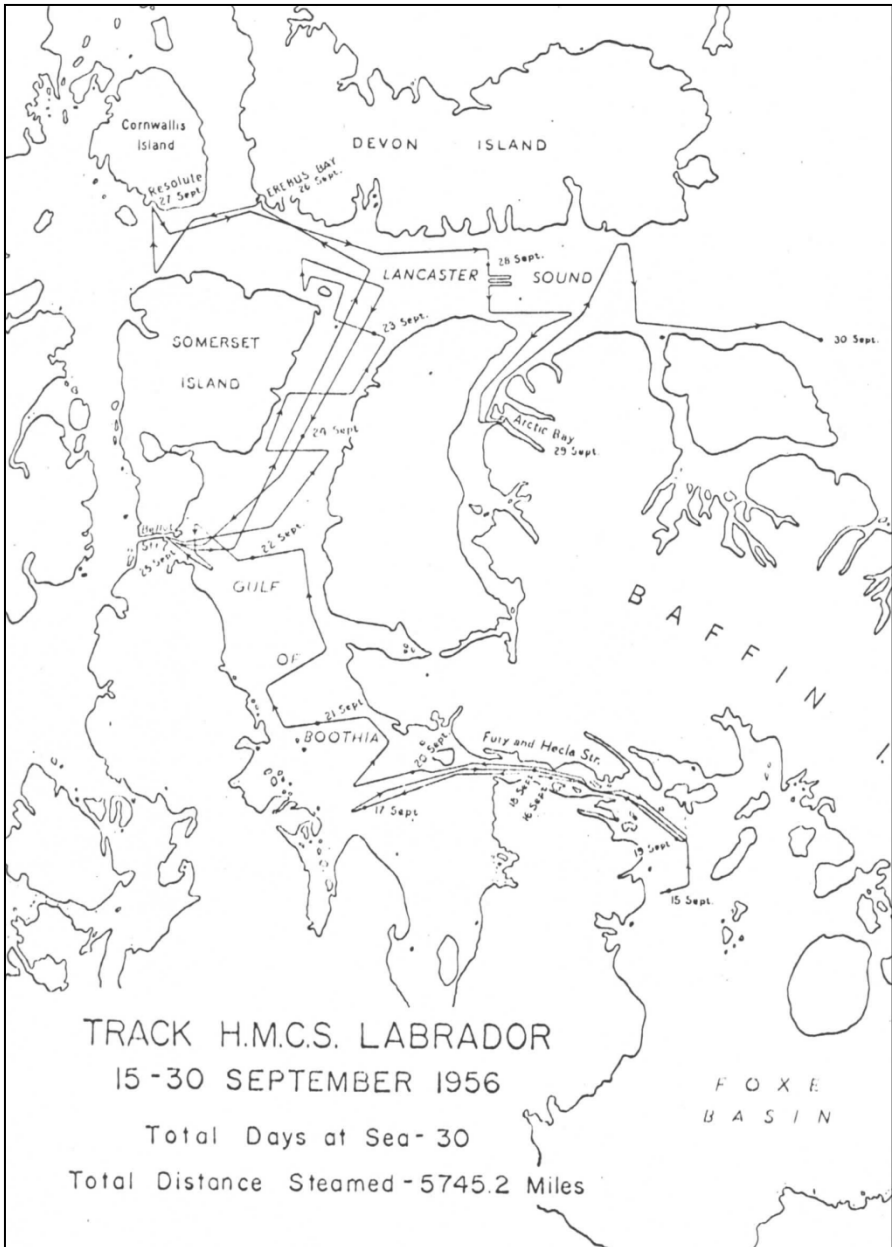 Cornwallis
Island
DEVON ISLAND
Resolute
27 Sept.
EREBUS BAY
26 Sept.
LANCASTER SOUND
28 Sept.
SOMERSET
ISLAND
23 Sept.
30 Sept.
24 Sept
Arctic Bay
29 Sept.
Bellot
Str.
25 Sept
22 Sept.
GULF
OF
BOOTHIA
BAFFIN
21 Sept
20 Sept.
Fury and Hecla Str.
18 Sept
16 Sept.
17 Sept
19 Sept
15 Sept.
TRACK H.M.C.S. LABRADOR
15-30 SEPTEMBER 1956
Total Days at Sea-30
Total Distance Steamed-5745.2 Miles
FOXE
BASIN